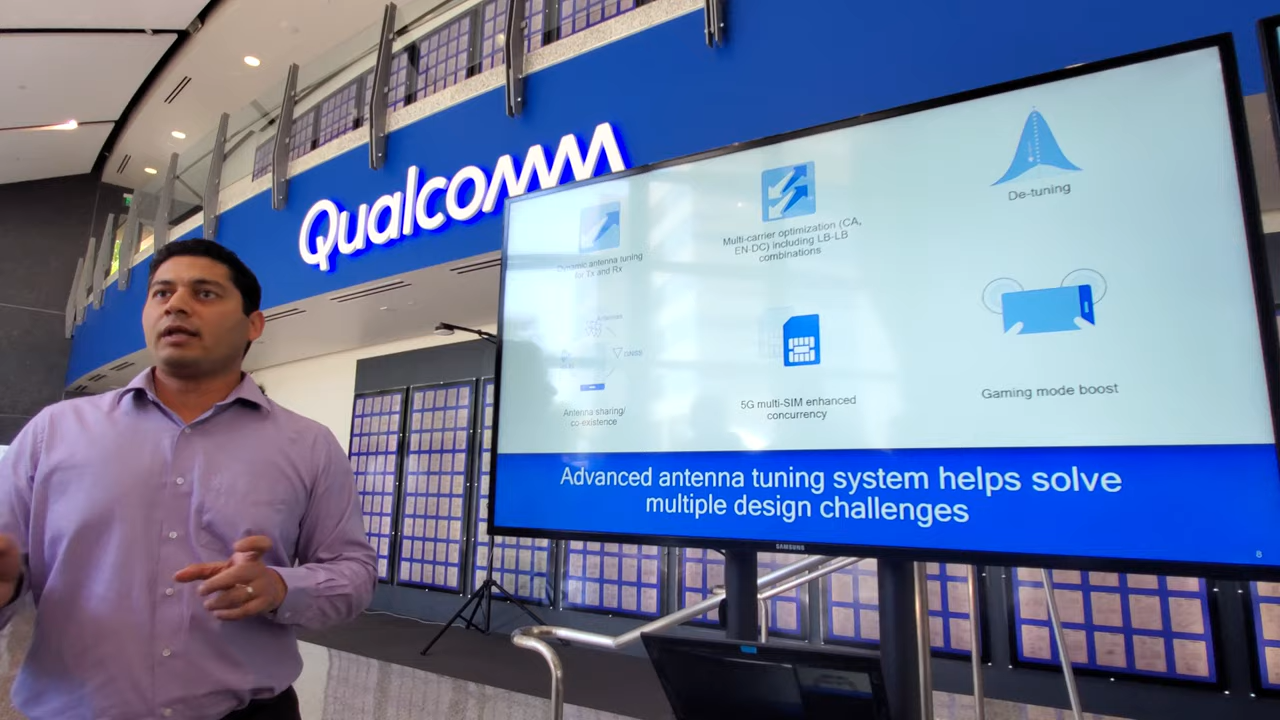 Qualcomm
Dynamic antenna tuning
for Tx and Rx
Multi-carrier optimization (CA,
EN-DC) including LB-LB
combinations
De-tuning
Antenna sharing/
co-existence
5G multi-SIM enhanced
concurrency
Gaming mode boost
Advanced antenna tuning system helps solve
multiple design challenges
8
SAMSUNG